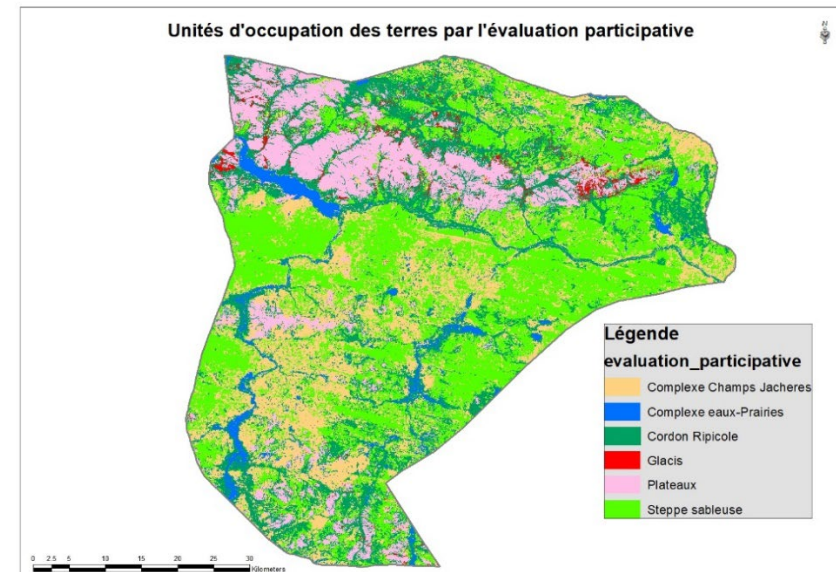 Unités d'occupation des terres par l'évaluation participative
N
Légende
evaluation_participative
Complexe Champs Jacheres
Complexe eaux-Prairies
Cordon Ripicole
Glacis
Plateaux
Steppe sableuse
0 2.5 5 10 15 20 25 30
Kilometers